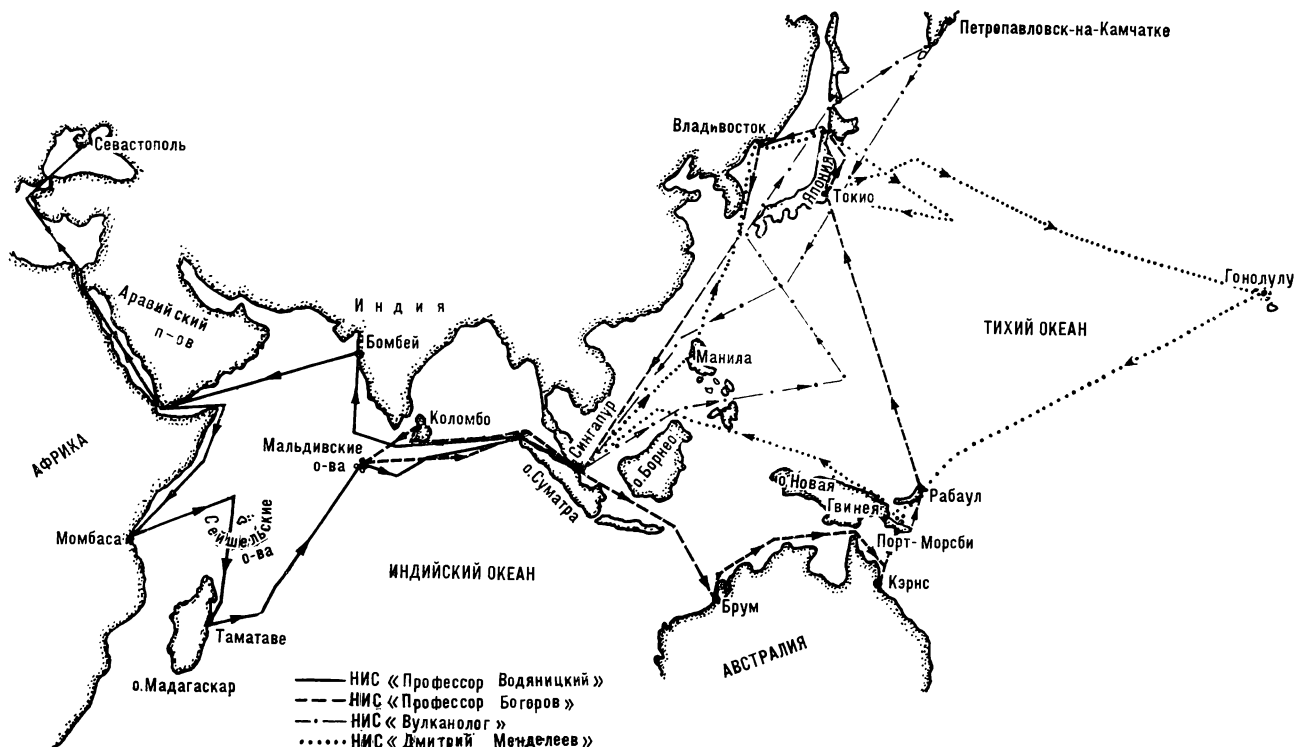 Петропавловск-на-Камчатке
Севастополь
Владивосток
Япония
Токио
Гонолулу
Аравийский
п-ов
Индия
ТИХИЙ ОКЕАН
Бомбей
Манила
АФРИКА
Коломбо
Мальдивские
о-ва
Сингапур
о.Борнео
о.Суматра
о.Новая
Гвинея
Рабаул
Момбаса
Сейшельские
о-ва
Порт-Морсби
ИНДИЙСКИЙ ОКЕАН
Кэрнс
Брум
Таматаве
АВСТРАЛИЯ
о.Мадагаскар
НИС «Профессор Водяницкий»
НИС «Профессор Богоров»
НИС «Вулканолог»
НИС «Дмитрий Менделеев»